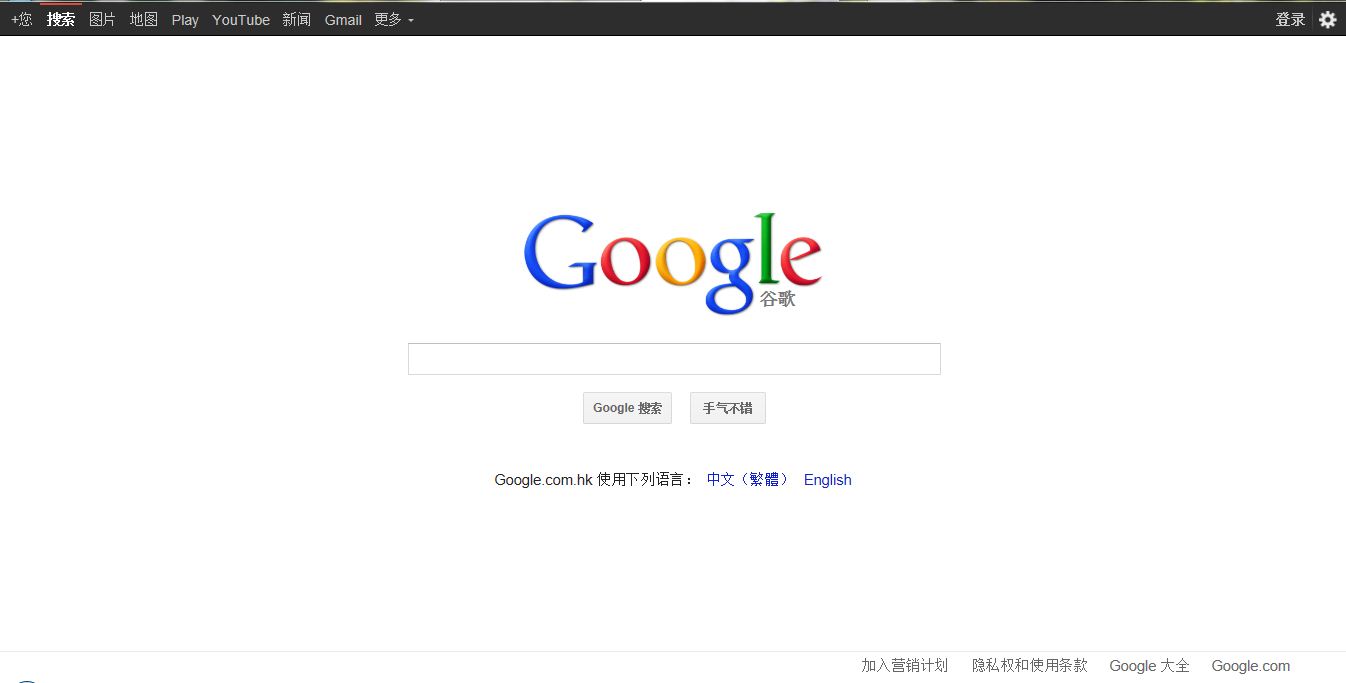 +您 搜索 图片 地图 Play YouTube 新闻 Gmail 更多 登录
Google
谷歌
Google 搜索 手气不错
Google.com.hk 使用下列语言： 中文（繁體） English
加入营销计划 隐私权和使用条款 Google 大全 Google.com